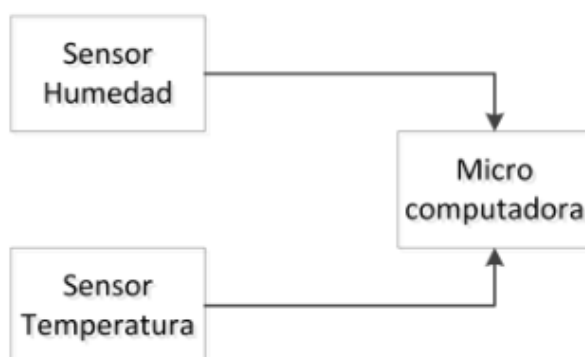 Sensor
Humedad
Micro
computadora
Sensor
Temperatura